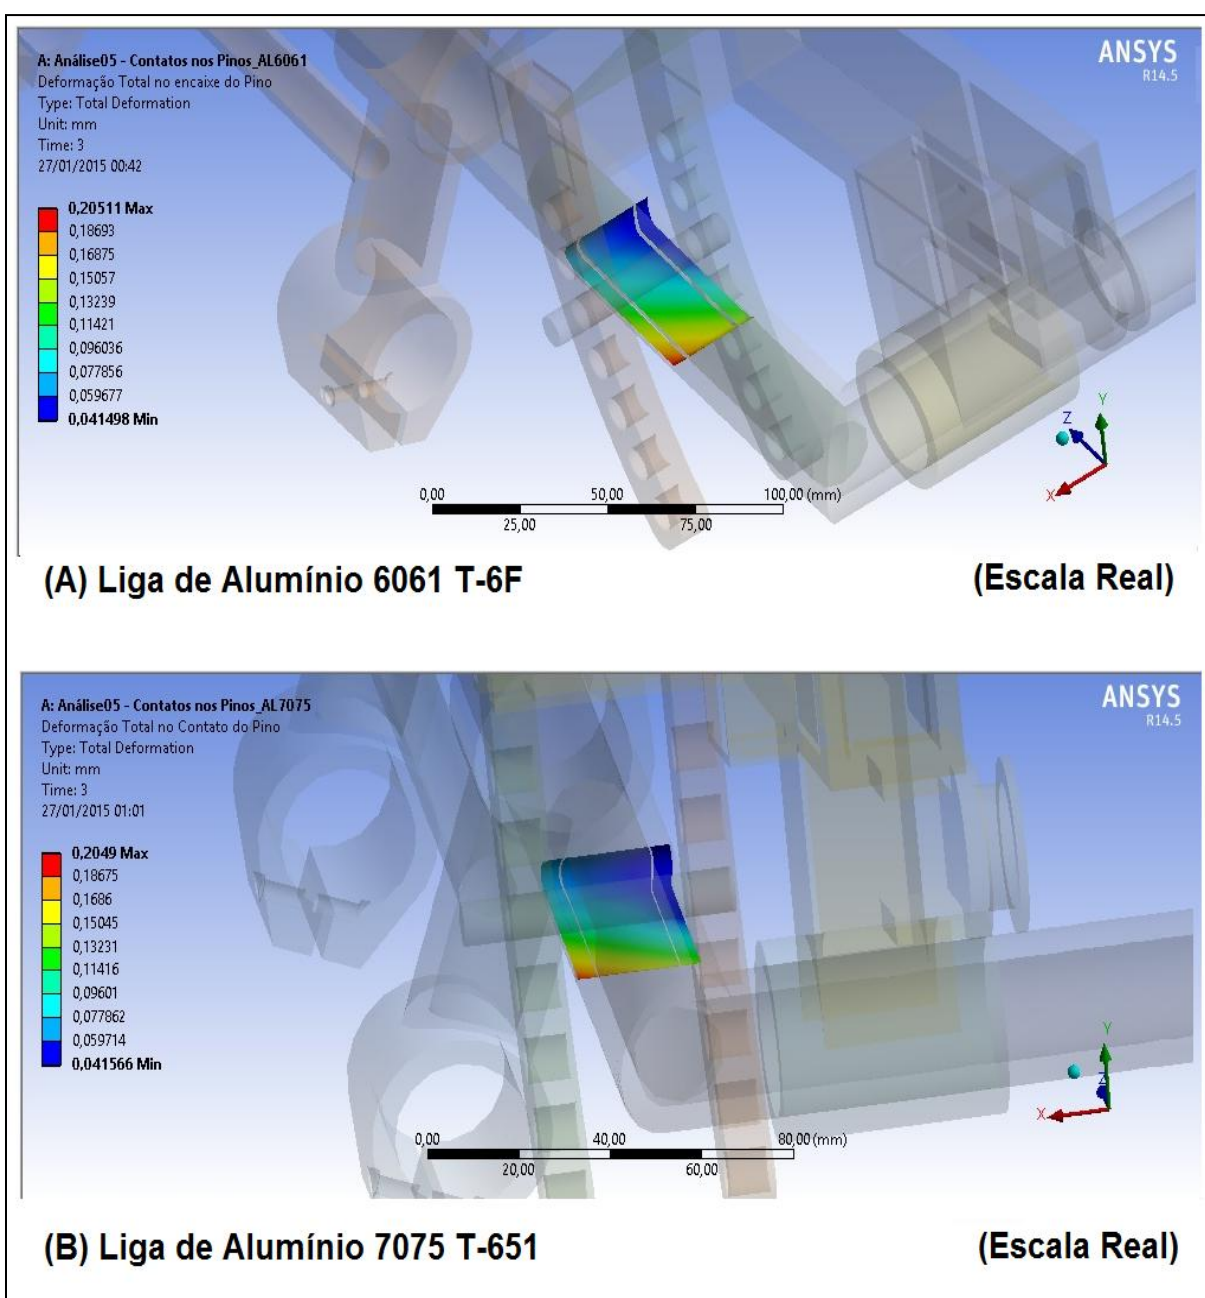 A: Análise05 - Contatos nos Pinos_AL6061
Deformação Total no encaixe do Pino
Type: Total Deformation
Unit: mm
Time: 3
27/01/2015 00:42
ANSYS
R14.5
0,20511 Max
0,18693
0,16875
0,15057
0,13239
0,11421
0,096036
0,077856
0,059677
0,041498 Min
Y
Z
X
0,00 50,00 100,00 (mm)
25,00 75,00
(A) Liga de Alumínio 6061 T-6F (Escala Real)
A: Análise05 - Contatos nos Pinos_AL7075
Deformação Total no Contato do Pino
Type: Total Deformation
Unit: mm
Time: 3
27/01/2015 01:01
ANSYS
R14.5
0,2049 Max
0,18675
0,1686
0,15045
0,13231
0,11416
0,09601
0,077862
0,059714
0,041566 Min
Y
Z
X
0,00 40,00 80,00 (mm)
20,00 60,00
(B) Liga de Alumínio 7075 T-651 (Escala Real)